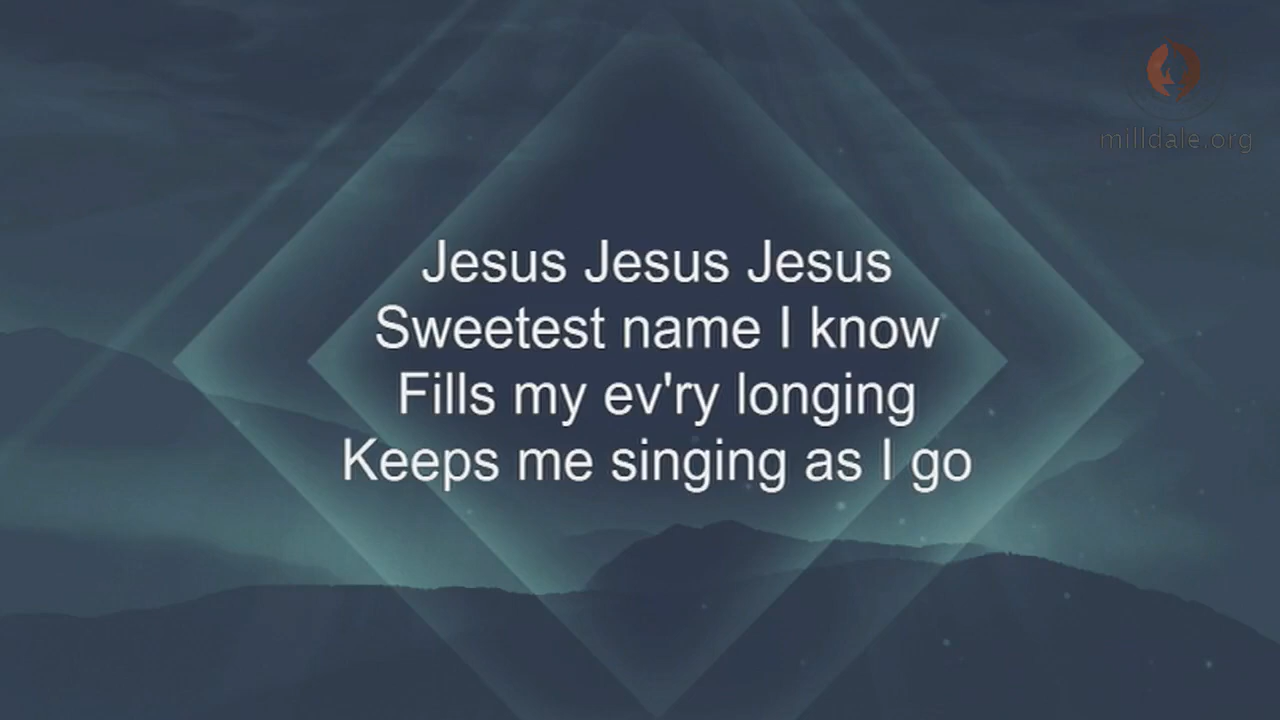 milldale.org
Jesus Jesus Jesus
Sweetest name I know
Fills my ev'ry longing
Keeps me singing as I go